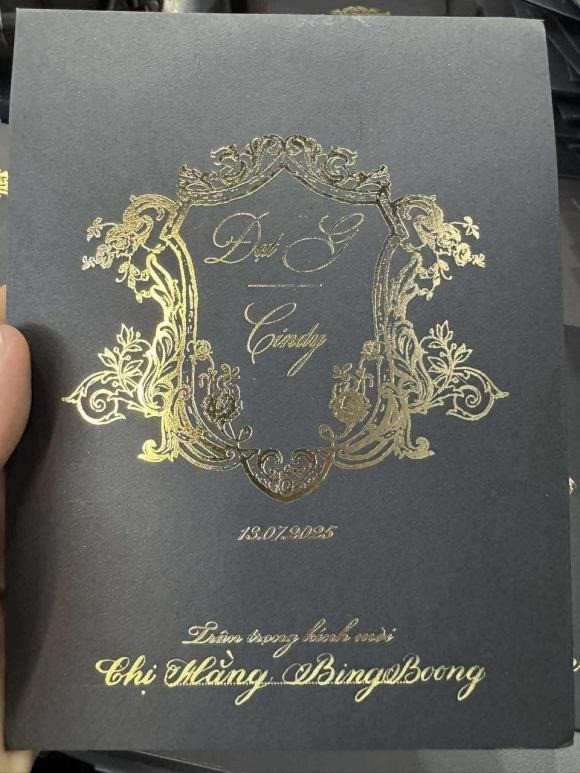 Đạt G
Cindy
13.07.2025
Trân trọng kính mời
Chị Hằng BingBoong